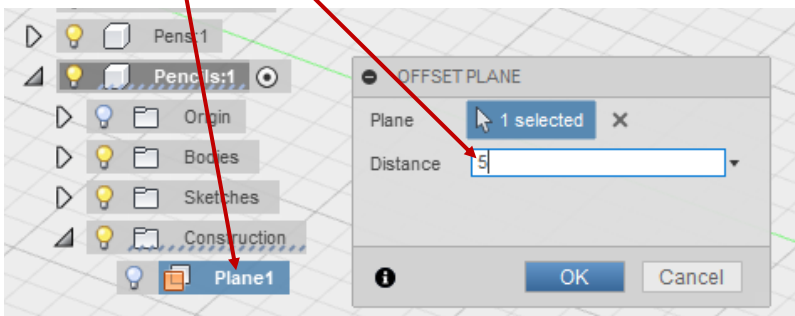 Pens:1
Pencils:1
Origin
Bodies
Sketches
Construction
Plane1
OFFSET PLANE
Plane 1 selected
Distance 5
OK Cancel